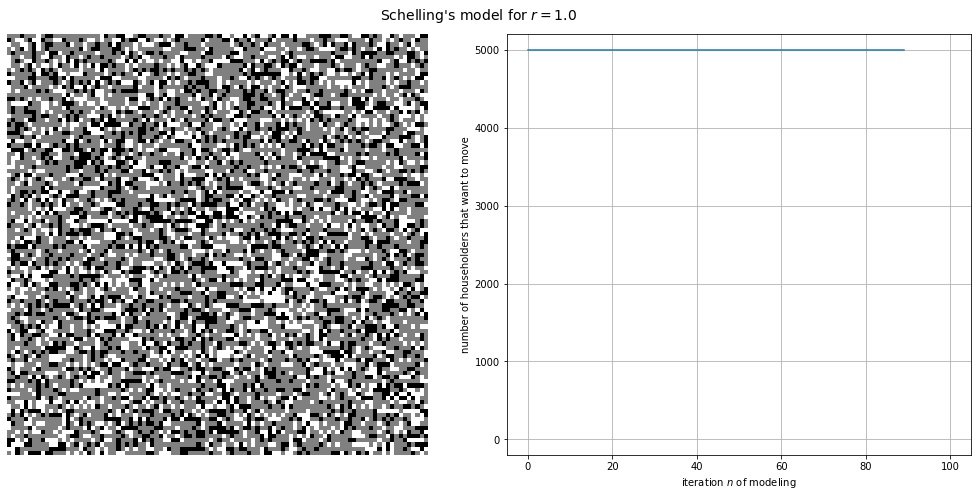 Schelling's model for r = 1.0
number of householders that want to move
5000
4000
3000
2000
1000
0
0 20 40 60 80 100
iteration n of modeling